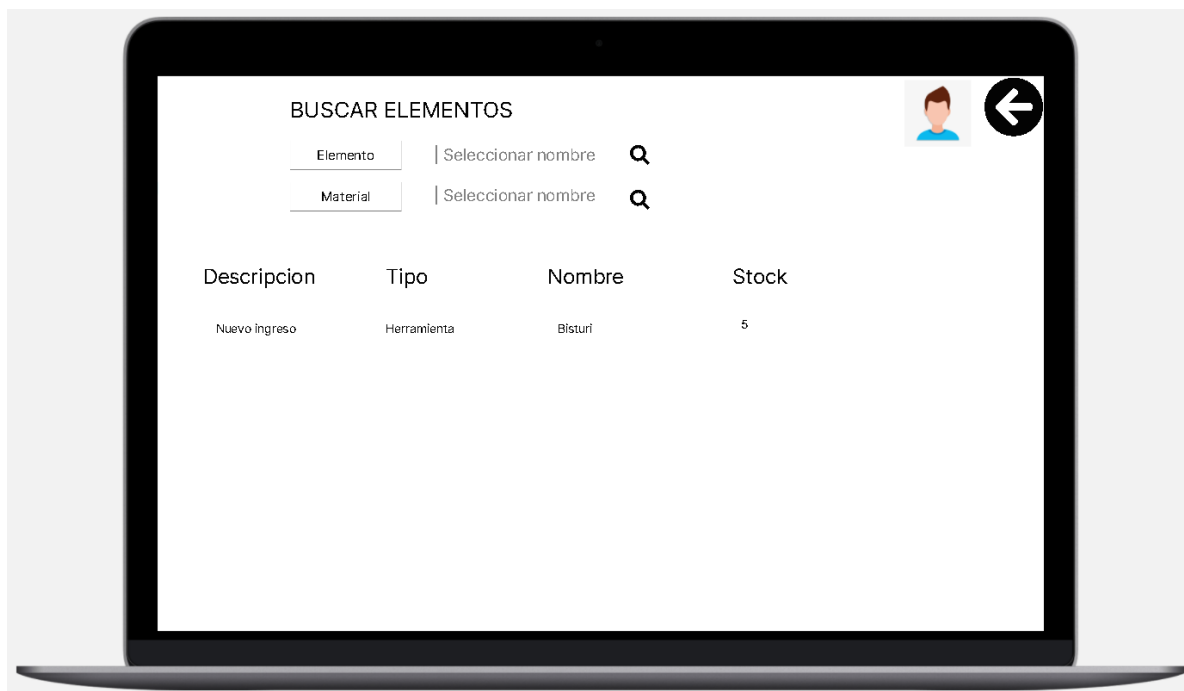 BUSCAR ELEMENTOS
Elemento | Seleccionar nombre
Material | Seleccionar nombre
Descripcion Tipo Nombre Stock
Nuevo ingreso Herramienta Bisturi 5